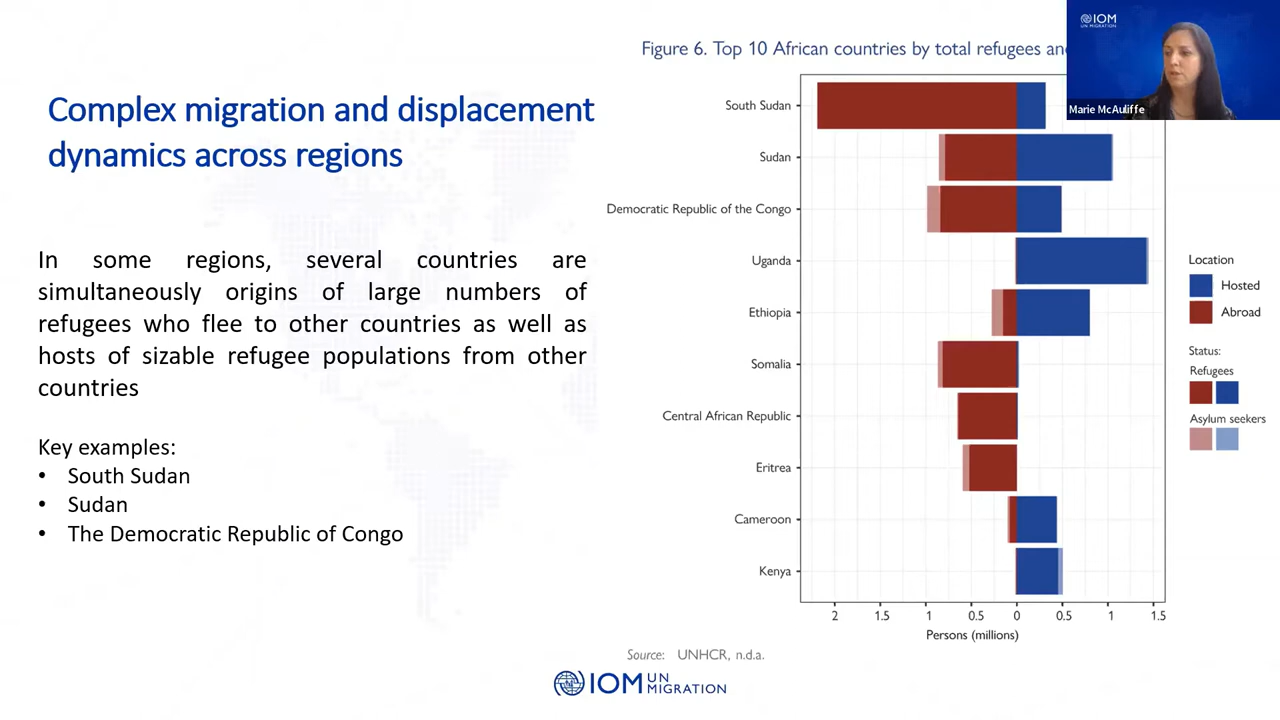 Complex migration and displacement
dynamics across regions
In some regions, several countries are
simultaneously origins of large numbers of
refugees who flee to other countries as well as
hosts of sizable refugee populations from other
countries
Key examples:
• South Sudan
• Sudan
• The Democratic Republic of Congo
Figure 6. Top 10 African countries by total refugees
South Sudan
Sudan
Democratic Republic of the Congo
Uganda
Ethiopia
Somalia
Central African Republic
Eritrea
Cameroon
Kenya
2 1.5 1 0.5 0 0.5 1 1.5
Persons (millions)
Location
Hosted
Abroad
Status:
Refugees
Asylum seekers
Source: UNHCR, n.d.a.
IOM UN
MIGRATION
IOM
UN MIGRATION
Marie McAuliffe